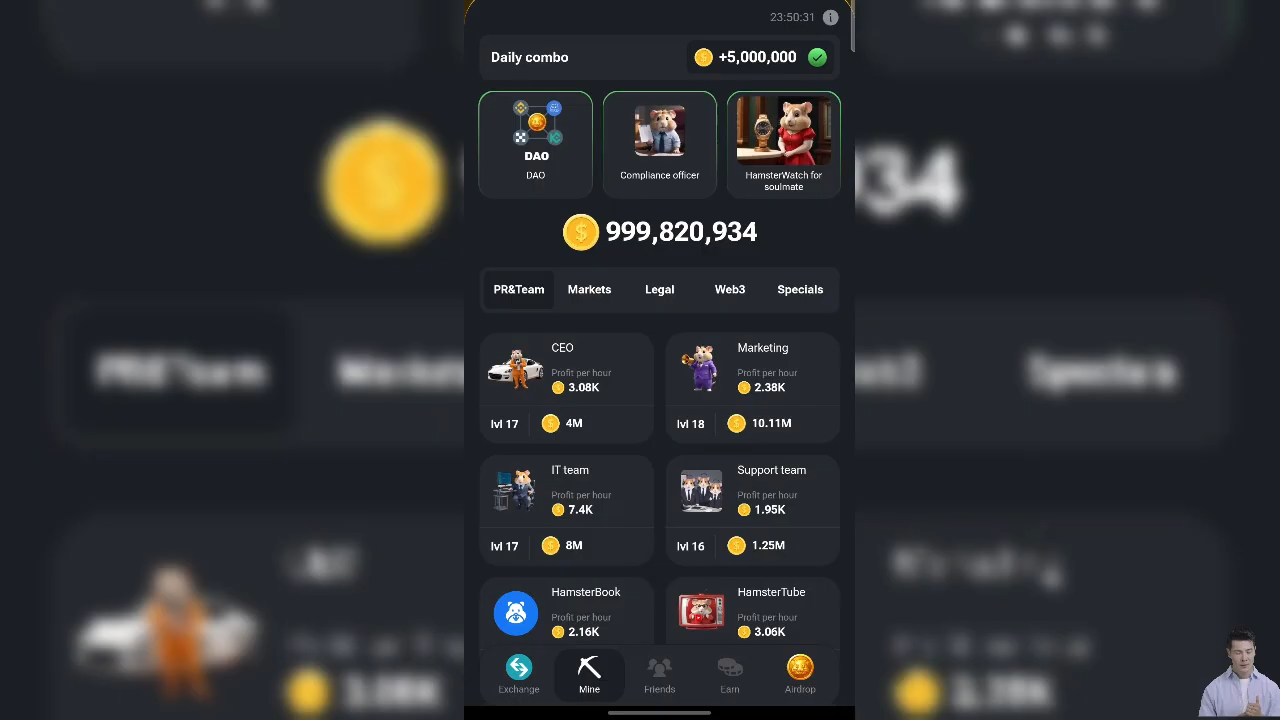 23:50:31
Daily combo
+5,000,000
DAO
DAO
Compliance officer
HamsterWatch for
soulmate
999,820,934
PR&Team
Markets
Legal
Web3
Specials
CEO
Profit per hour
3.08K
lvl 17
4M
Marketing
Profit per hour
2.38K
lvl 18
10.11M
IT team
Profit per hour
7.4K
lvl 17
8M
Support team
Profit per hour
1.95K
lvl 16
1.25M
HamsterBook
Profit per hour
2.16K
HamsterTube
Profit per hour
3.06K
Exchange
Mine
Friends
Earn
Airdrop